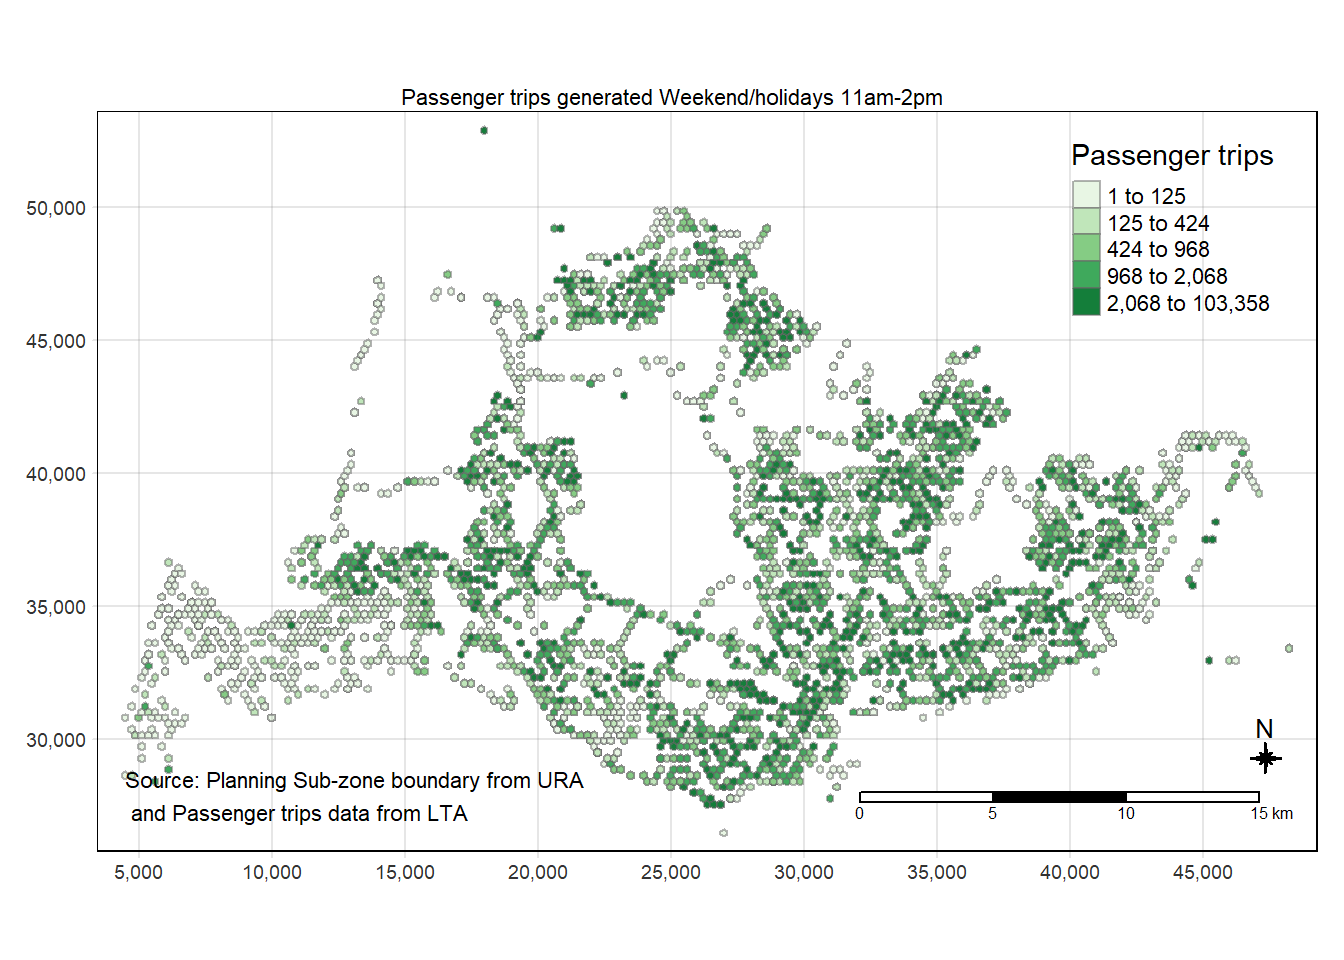 Passenger trips generated Weekend/holidays 11am-2pm
Passenger trips
1 to 125
125 to 424
424 to 968
968 to 2,068
2,068 to 103,358
50,000
45,000
40,000
35,000
30,000
N
Source: Planning Sub-zone boundary from URA
and Passenger trips data from LTA
0 5 10 15 km
5,000 10,000 15,000 20,000 25,000 30,000 35,000 40,000 45,000